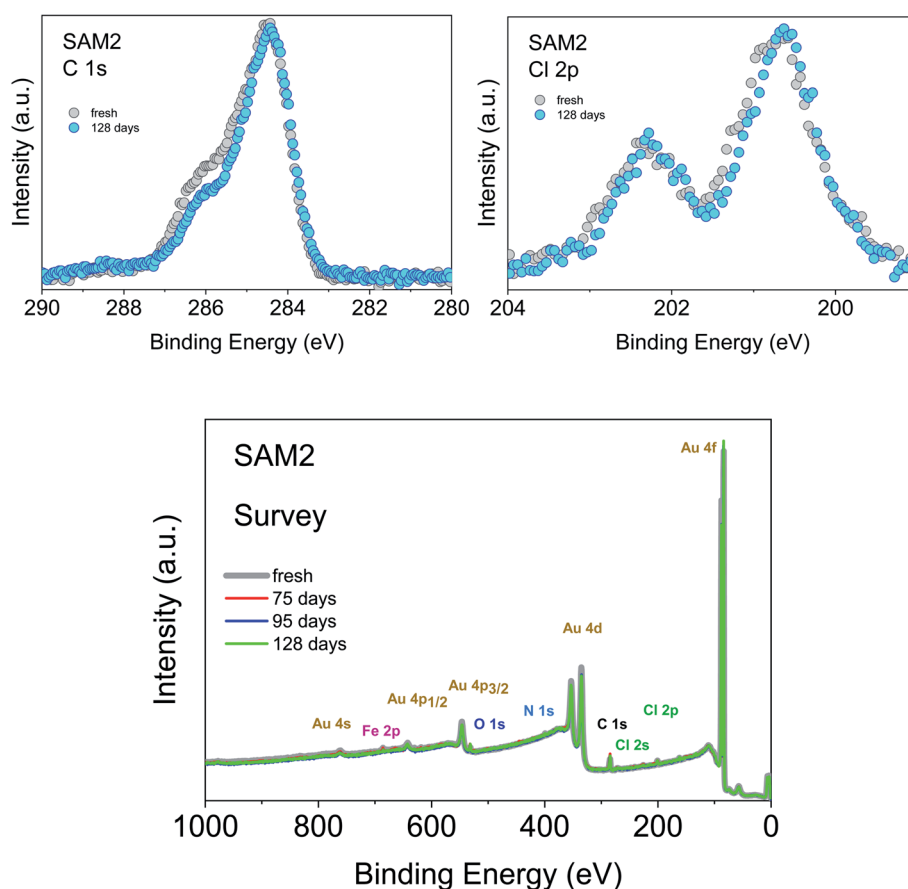 SAM2
C 1s
fresh
128 days
Intensity (a.u.)
290 288 286 284 282 280
Binding Energy (eV)
SAM2
Cl 2p
fresh
128 days
Intensity (a.u.)
204 202 200
Binding Energy (eV)
SAM2
Survey
fresh
75 days
95 days
128 days
Au 4s
Fe 2p
Au 4p1/2
Au 4p3/2
O 1s
N 1s
Au 4d
C 1s
Cl 2s
Cl 2p
Au 4f
Intensity (a.u.)
1000 800 600 400 200 0
Binding Energy (eV)